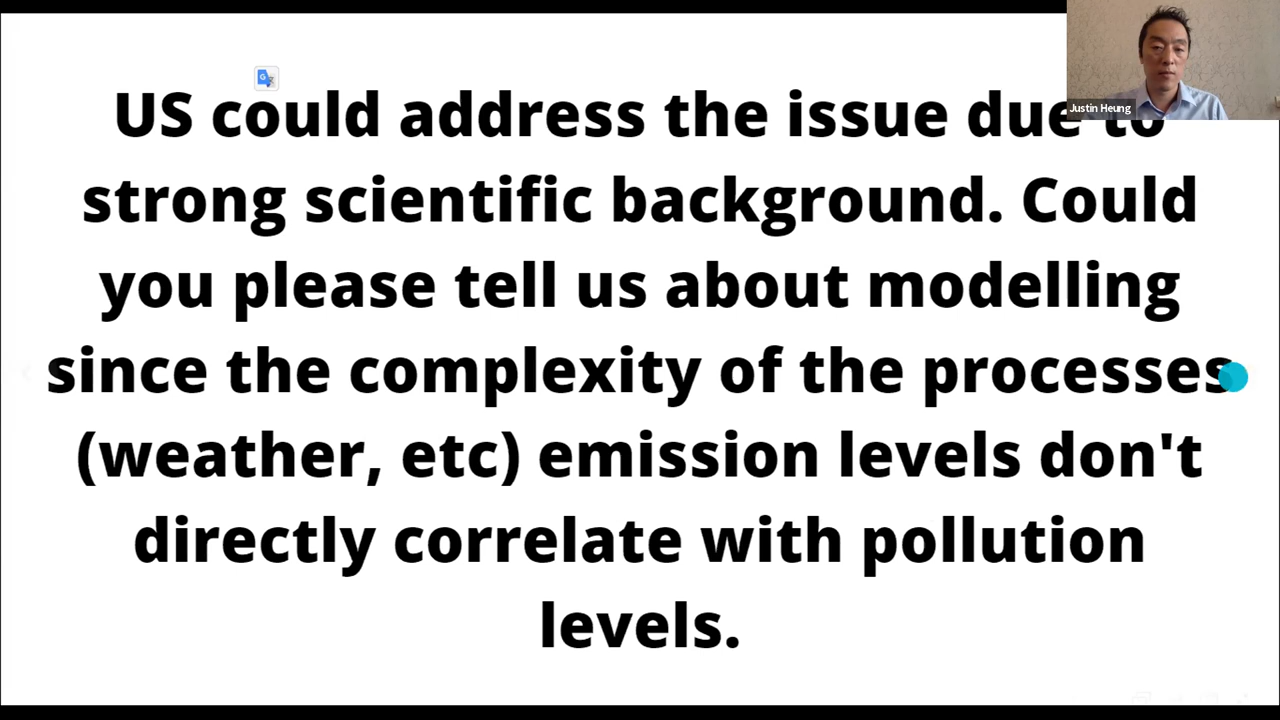 US could address the issue due to
strong scientific background. Could
you please tell us about modelling
since the complexity of the processes
(weather, etc) emission levels don't
directly correlate with pollution
levels.
Justin Heung